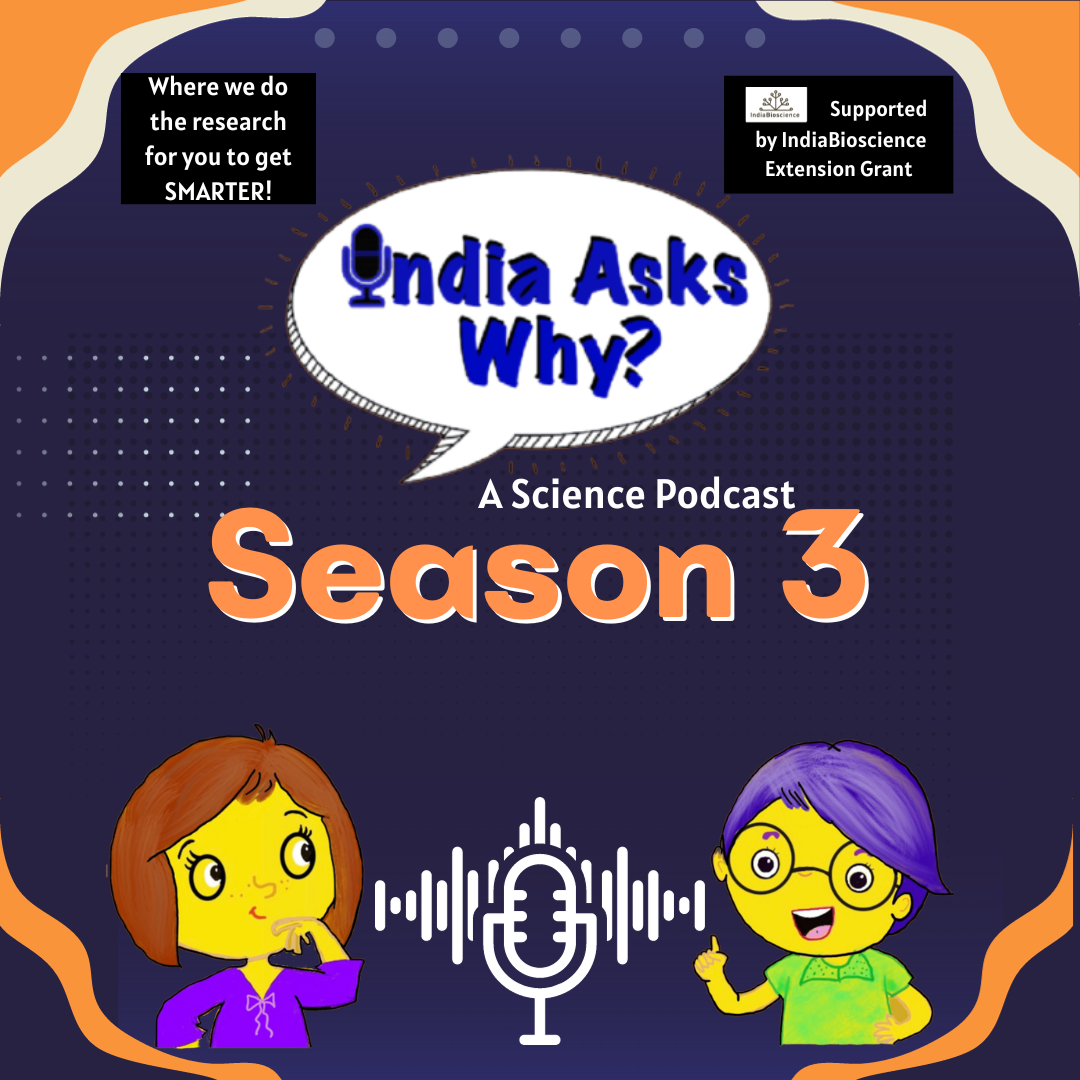 Where we do
the research
for you to get
SMARTER!
IndiaBioscience
Supported
by IndiaBioscience
Extension Grant
India Asks
Why?
A Science Podcast
Season 3